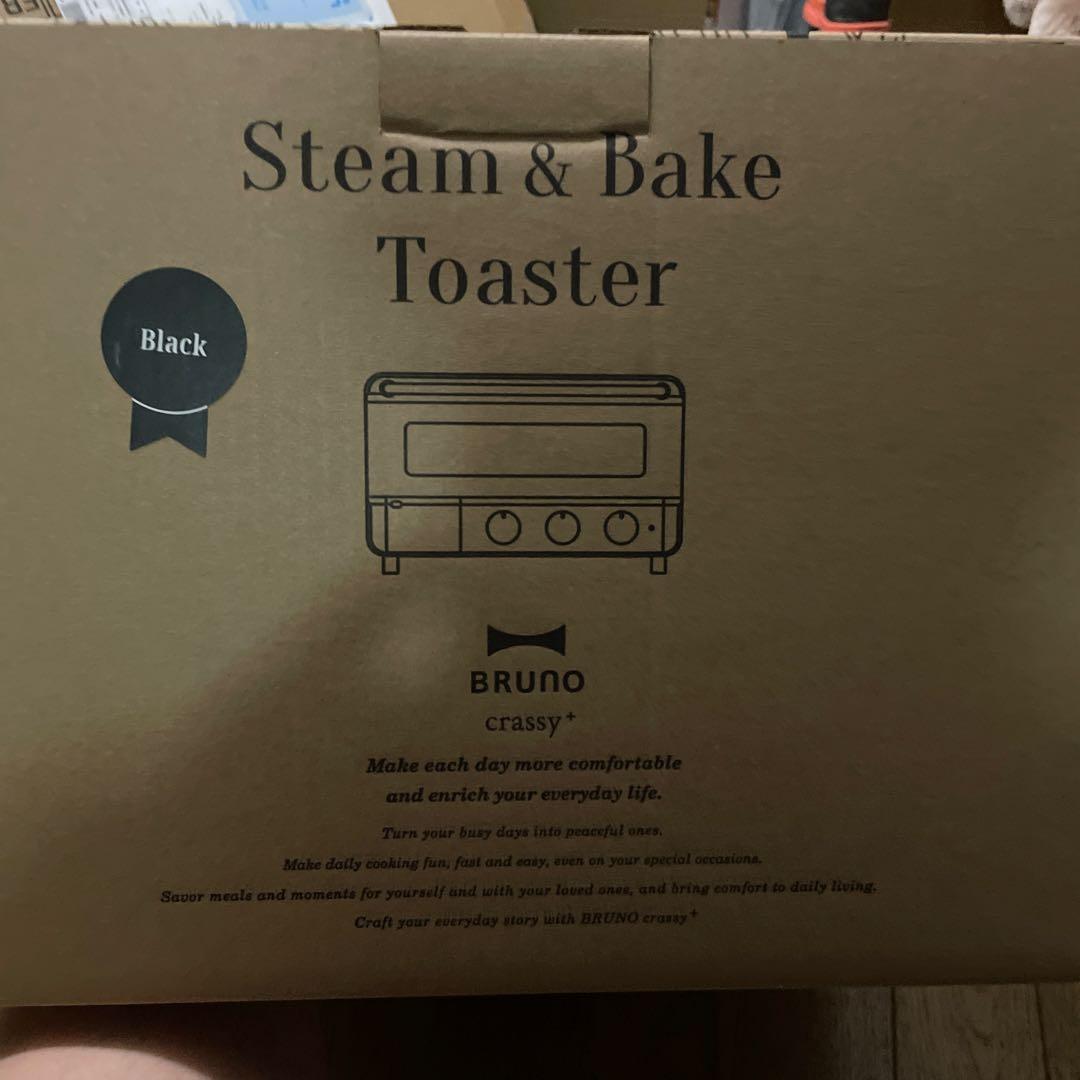 Steam & Bake
Toaster
Black
BRUNO
crassy+
Make each day more comfortable
and enrich your everyday life.
Turn your busy days into peaceful ones.
Make daily cooking fun, fast and easy, even on your special occasions.
Savor meals and moments for yourself and with your loved ones, and bring comfort to daily living.
Craft your everyday story with BRUNO crassy+